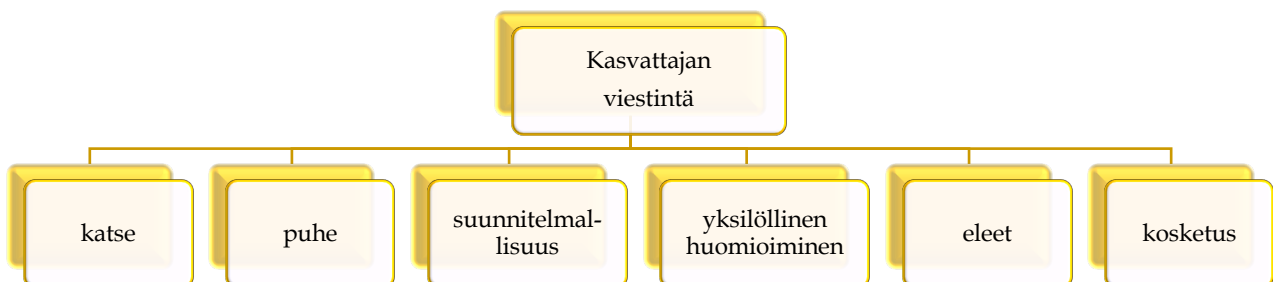 Kasvattajan
viestintä
katse
puhe
suunnitelmal-
lisuus
yksilöllinen
huomioiminen
eleet
kosketus